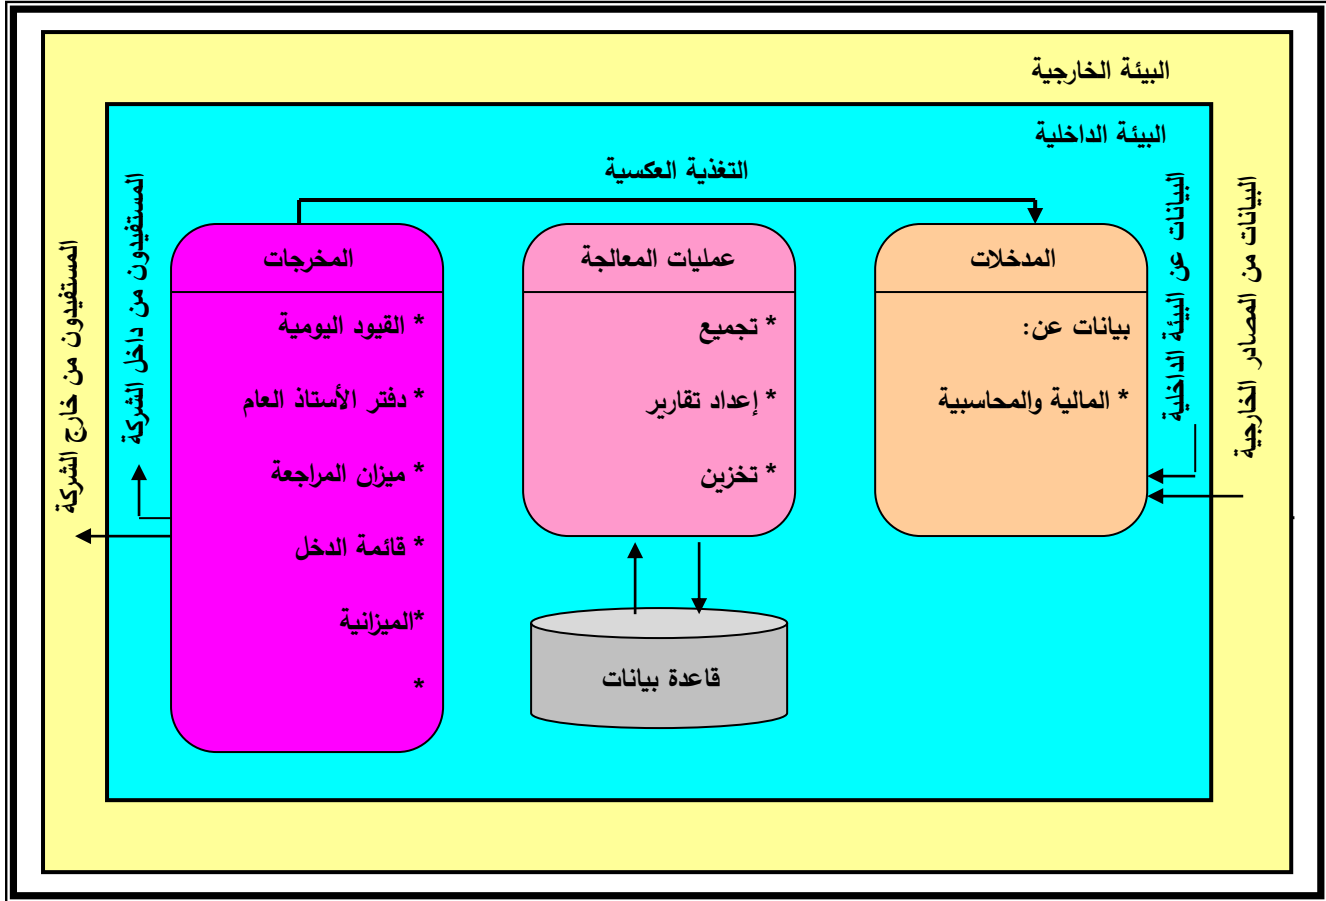 البيئة الخارجية
البيئة الداخلية
التغذية العكسية
البيانات من المصادر الخارجية
البيانات عن البيئة الداخلية
المدخلات
بيانات عن:
* المالية والمحاسبية
عمليات المعالجة
* تجميع
* إعداد تقارير
* تخزين
قاعدة بيانات
المخرجات
* القيود اليومية
* دفتر الأستاذ العام
* ميزان المراجعة
* قائمة الدخل
*الميزانية
*
المستفيدون من داخل الشركة
المستفيدون من خارج الشركة